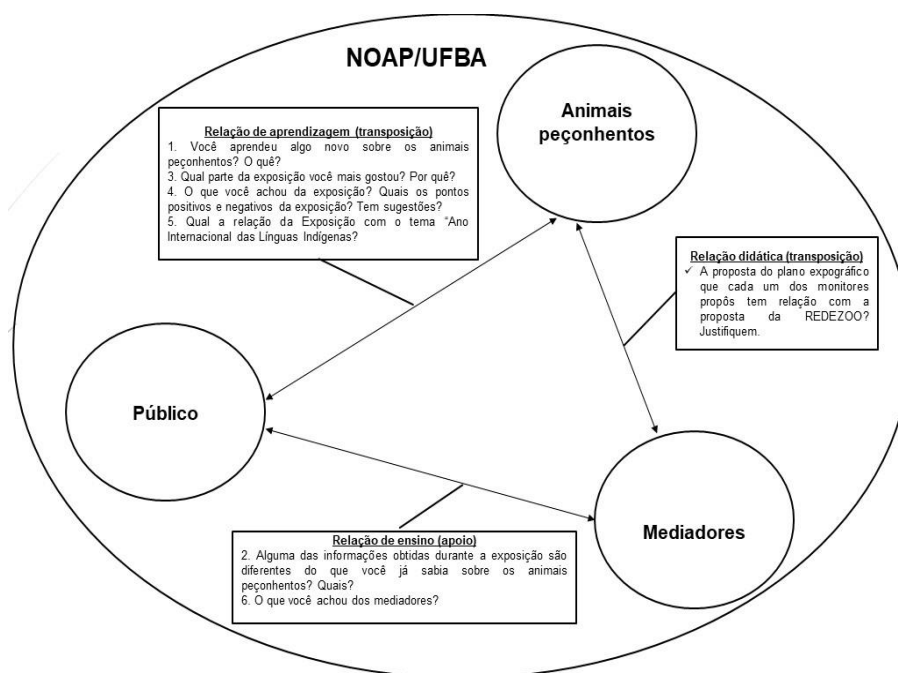 NOAP/UFBA
Animais
peçonhentos
Relação de aprendizagem (transposição)
1. Você aprendeu algo novo sobre os animais
peçonhentos? O quê?
3. Qual parte da exposição você mais gostou? Por quê?
4. O que você achou da exposição? Quais os pontos
positivos e negativos da exposição? Tem sugestões?
5. Qual a relação da Exposição com o tema “Ano
Internacional das Línguas Indígenas?
Relação didática (transposição)
✓ A proposta do plano expográfico
que cada um dos monitores
propôs tem relação com a
proposta da REDEZOO?
Justifiquem.
Público
Mediadores
Relação de ensino (apoio)
2. Alguma das informações obtidas durante a exposição são
diferentes do que você já sabia sobre os animais
peçonhentos? Quais?
6. O que você achou dos mediadores?